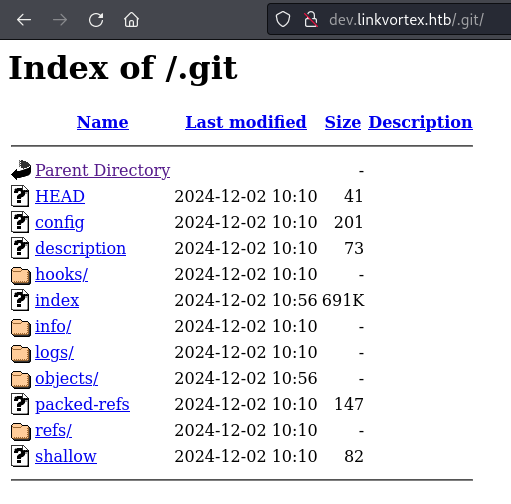 dev.linkvortex.htb/.git/
Index of /.git
Name Last modified Size Description
Parent Directory -
HEAD 2024-12-02 10:10 41
config 2024-12-02 10:10 201
description 2024-12-02 10:10 73
hooks/ 2024-12-02 10:10 -
index 2024-12-02 10:56 691K
info/ 2024-12-02 10:10 -
logs/ 2024-12-02 10:10 -
objects/ 2024-12-02 10:56 -
packed-refs 2024-12-02 10:10 147
refs/ 2024-12-02 10:10 -
shallow 2024-12-02 10:10 82